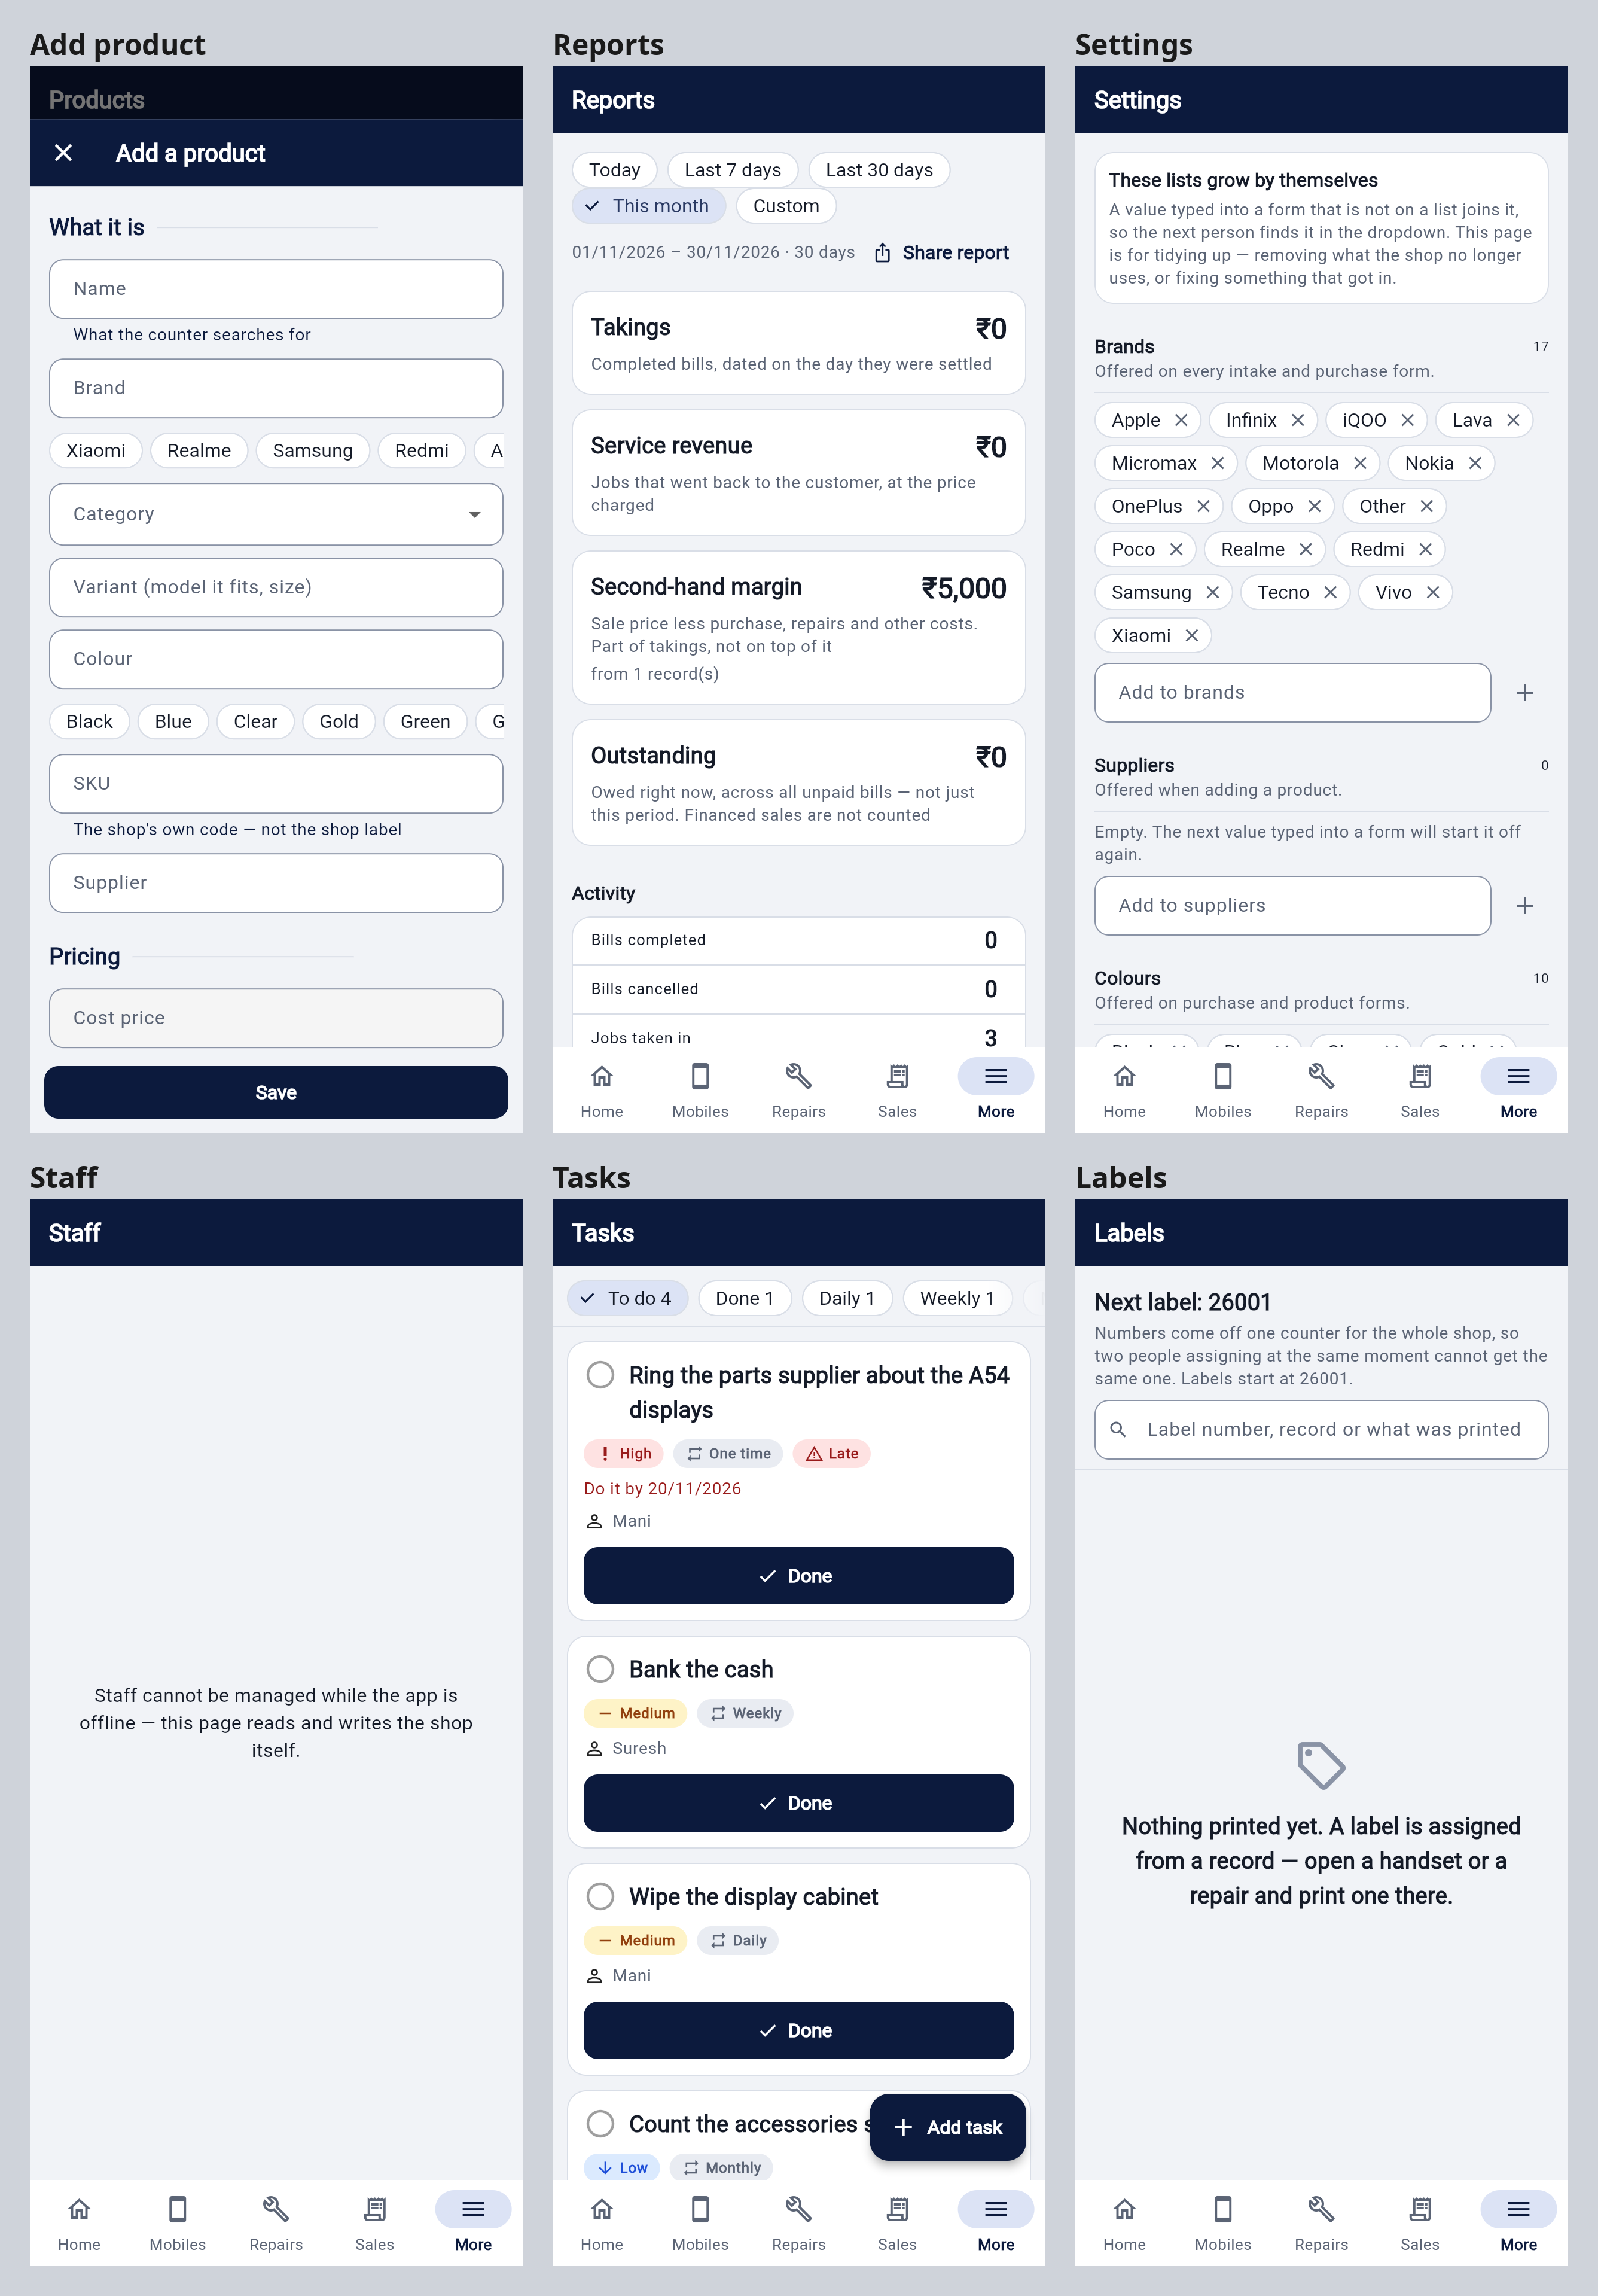 Add product
Products
Add a product
What it is
Name
What the counter searches for
Brand
Xiaomi Realme Samsung Redmi A
Category
Variant (model it fits, size)
Colour
Black Blue Clear Gold Green G
SKU
The shop's own code — not the shop label
Supplier
Pricing
Cost price
Save
Reports
Reports
Today Last 7 days Last 30 days
This month Custom
01/11/2026 – 30/11/2026 · 30 days Share report
Takings ₹0
Completed bills, dated on the day they were settled
Service revenue ₹0
Jobs that went back to the customer, at the price
charged
Second-hand margin ₹5,000
Sale price less purchase, repairs and other costs.
Part of takings, not on top of it
from 1 record(s)
Outstanding ₹0
Owed right now, across all unpaid bills — not just
this period. Financed sales are not counted
Activity
Bills completed 0
Bills cancelled 0
Jobs taken in 3
Home Mobiles Repairs Sales More
Settings
Settings
These lists grow by themselves
A value typed into a form that is not on a list joins it,
so the next person finds it in the dropdown. This page
is for tidying up — removing what the shop no longer
uses, or fixing something that got in.
Brands 17
Offered on every intake and purchase form.
Apple Infinix iQOO Lava
Micromax Motorola Nokia
OnePlus Oppo Other
Poco Realme Redmi
Samsung Tecno Vivo
Xiaomi
Add to brands
Suppliers 0
Offered when adding a product.
Empty. The next value typed into a form will start it off
again.
Add to suppliers
Colours 10
Offered on purchase and product forms.
Home Mobiles Repairs Sales More
Staff
Staff
Staff cannot be managed while the app is
offline — this page reads and writes the shop
itself.
Home Mobiles Repairs Sales More
Tasks
Tasks
To do 4 Done 1 Daily 1 Weekly 1
Ring the parts supplier about the A54
displays
High One time Late
Do it by 20/11/2026
Mani
Done
Bank the cash
Medium Weekly
Suresh
Done
Wipe the display cabinet
Medium Daily
Mani
Done
Count the accessories s
Add task
Low Monthly
Home Mobiles Repairs Sales More
Labels
Labels
Next label: 26001
Numbers come off one counter for the whole shop, so
two people assigning at the same moment cannot get the
same one. Labels start at 26001.
Label number, record or what was printed
Nothing printed yet. A label is assigned
from a record — open a handset or a
repair and print one there.
Home Mobiles Repairs Sales More